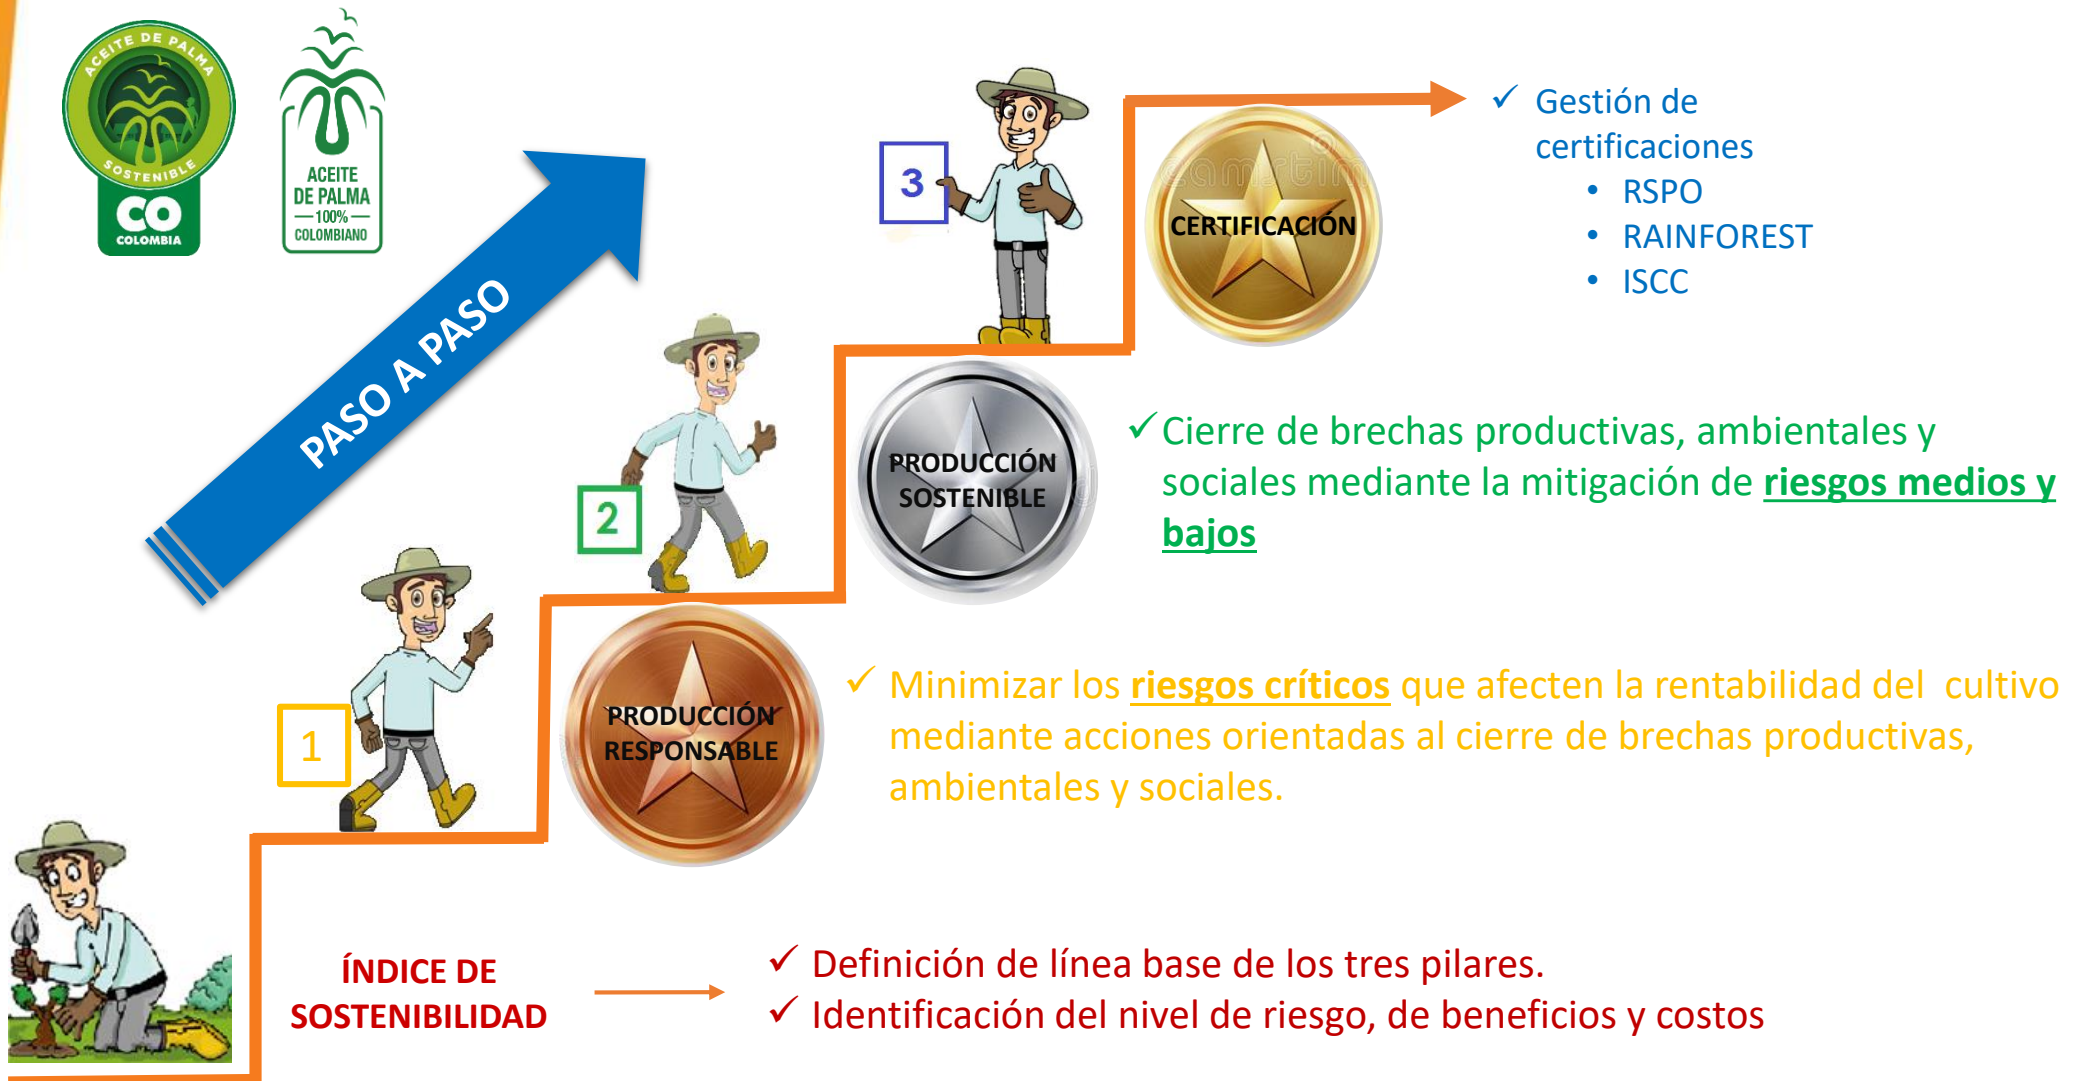 ACEITE DE PALMA
SOSTENIBLE
CO
COLOMBIA
ACEITE
DE PALMA
100%
COLOMBIANO
PASO A PASO
3
CERTIFICACIÓN
✓ Gestión de
certificaciones
• RSPO
• RAINFOREST
• ISCC
2
PRODUCCIÓN
SOSTENIBLE
✓ Cierre de brechas productivas, ambientales y
sociales mediante la mitigación de riesgos medios y
bajos
1
PRODUCCIÓN
RESPONSABLE
✓ Minimizar los riesgos críticos que afecten la rentabilidad del cultivo
mediante acciones orientadas al cierre de brechas productivas,
ambientales y sociales.
ÍNDICE DE
SOSTENIBILIDAD
✓ Definición de línea base de los tres pilares.
✓ Identificación del nivel de riesgo, de beneficios y costos